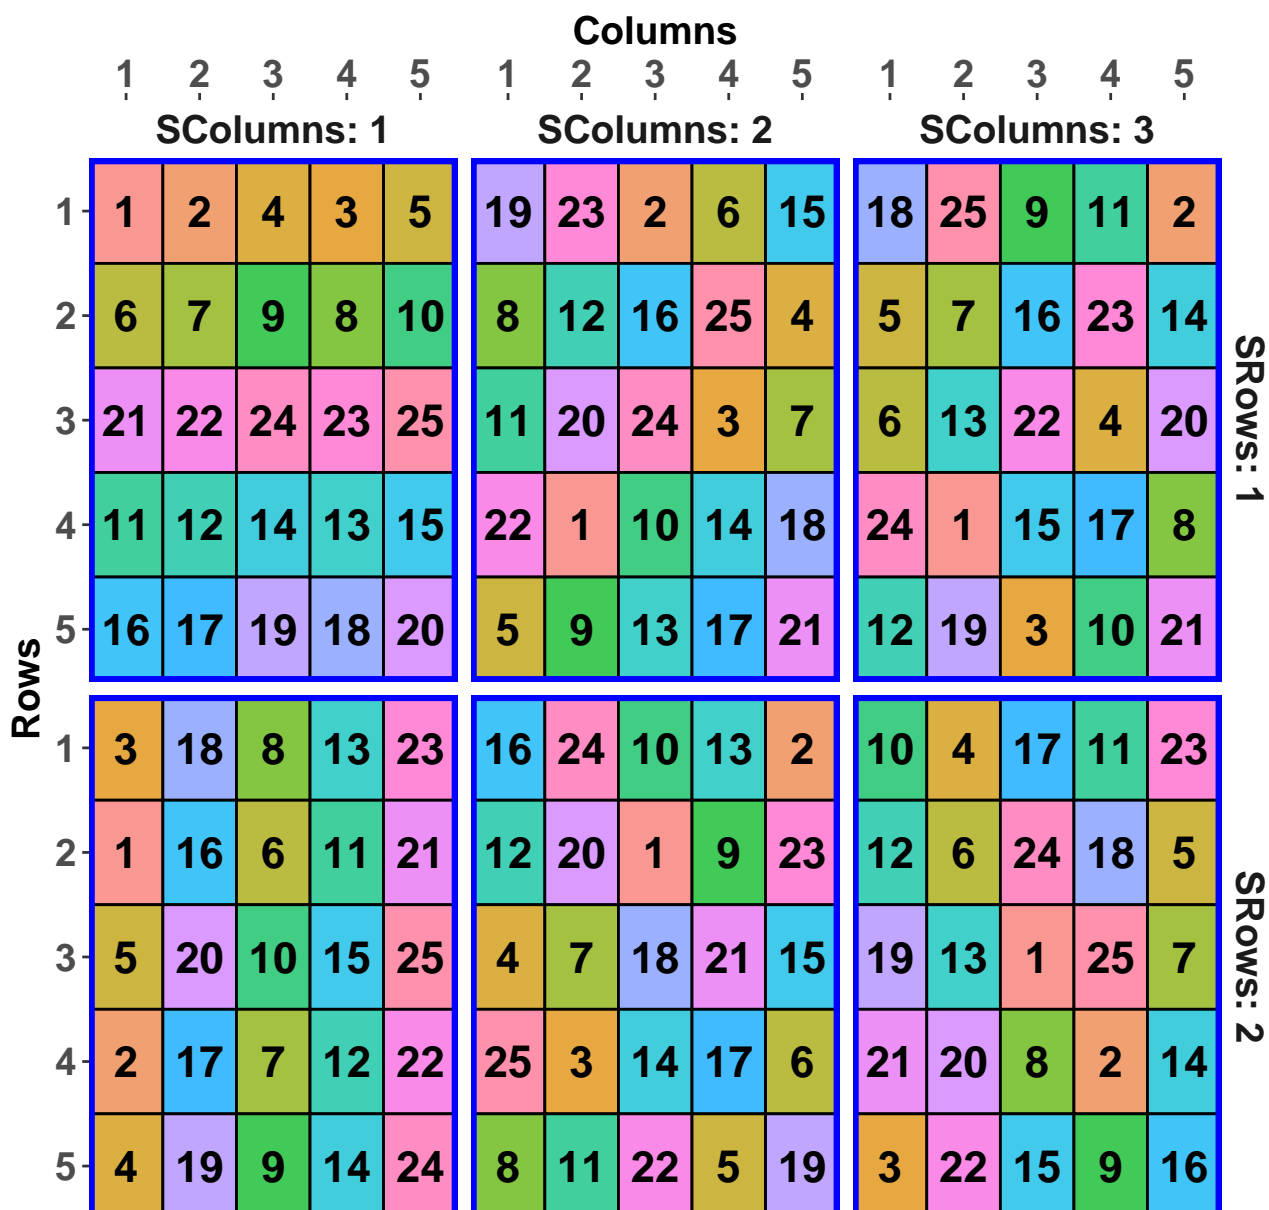 Columns
1 2 3 4 5 1 2 3 4 5 1 2 3 4 5
SColumns: 1 SColumns: 2 SColumns: 3
1 1 2 4 3 5 19 23 2 6 15 18 25 9 11 2
2 6 7 9 8 10 8 12 16 25 4 5 7 16 23 14
3 21 22 24 23 25 11 20 24 3 7 6 13 22 4 20
4 11 12 14 13 15 22 1 10 14 18 24 1 15 17 8
5 16 17 19 18 20 5 9 13 17 21 12 19 3 10 21
SRows: 1
Rows
1 3 18 8 13 23 16 24 10 13 2 10 4 17 11 23
2 1 16 6 11 21 12 20 1 9 23 12 6 24 18 5
3 5 20 10 15 25 4 7 18 21 15 19 13 1 25 7
4 2 17 7 12 22 25 3 14 17 6 21 20 8 2 14
5 4 19 9 14 24 8 11 22 5 19 3 22 15 9 16
SRows: 2